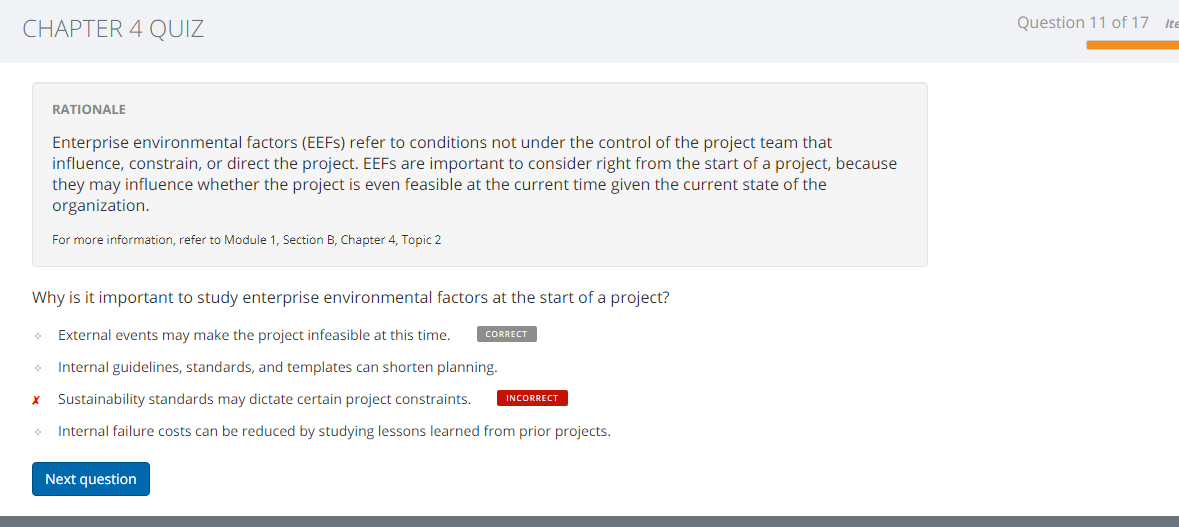 CHAPTER 4 QUIZ
Question 11 of 17 Ite
RATIONALE
Enterprise environmental factors (EEFs) refer to conditions not under the control of the project team that
influence, constrain, or direct the project. EEFs are important to consider right from the start of a project, because
they may influence whether the project is even feasible at the current time given the current state of the
organization.
For more information, refer to Module 1, Section B, Chapter 4, Topic 2
Why is it important to study enterprise environmental factors at the start of a project?
External events may make the project infeasible at this time. CORRECT
Internal guidelines, standards, and templates can shorten planning.
✗ Sustainability standards may dictate certain project constraints. INCORRECT
Internal failure costs can be reduced by studying lessons learned from prior projects.
Next question